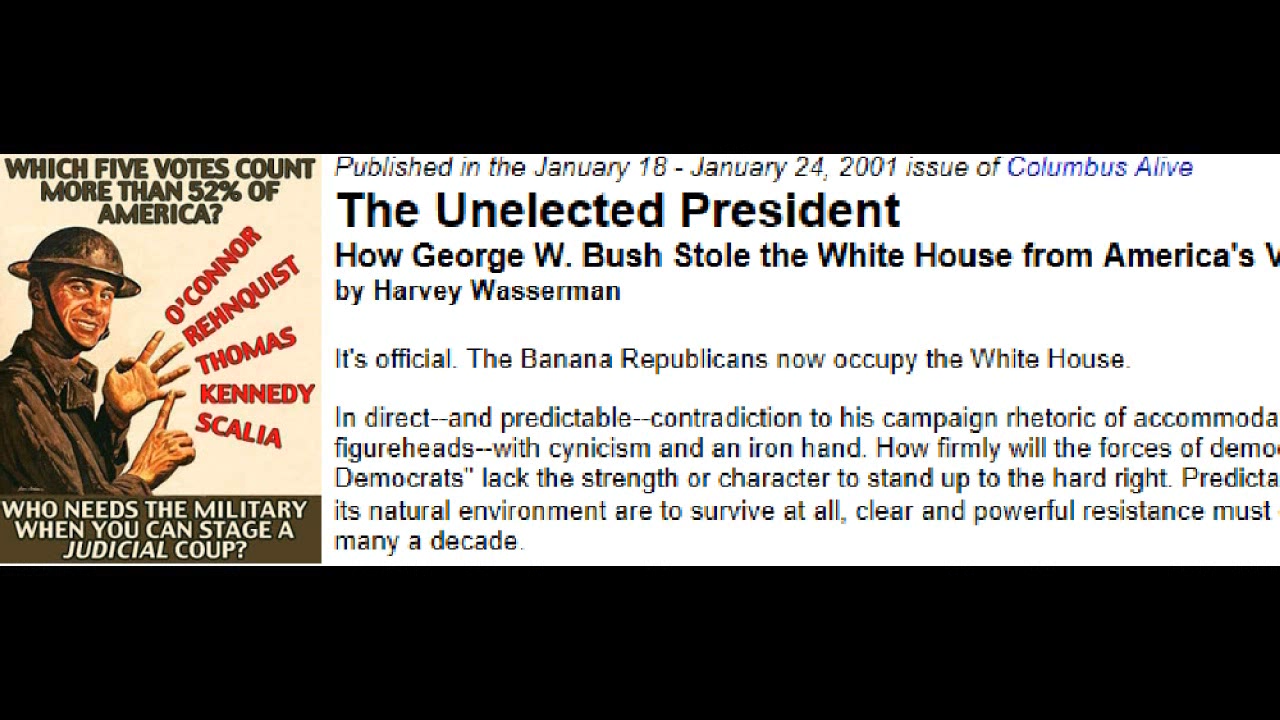 WHICH FIVE VOTES COUNT
MORE THAN 52% OF
AMERICA?
O'CONNOR
REHNQUIST
THOMAS
KENNEDY
SCALIA
WHO NEEDS THE MILITARY
WHEN YOU CAN STAGE A
JUDICIAL COUP?
Published in the January 18 - January 24, 2001 issue of Columbus Alive
The Unelected President
How George W. Bush Stole the White House from America's
by Harvey Wasserman
It's official. The Banana Republicans now occupy the White House.
In direct--and predictable--contradiction to his campaign rhetoric of accommoda
figureheads--with cynicism and an iron hand. How firmly will the forces of demo
Democrats" lack the strength or character to stand up to the hard right. Predicta
its natural environment are to survive at all, clear and powerful resistance must
many a decade.